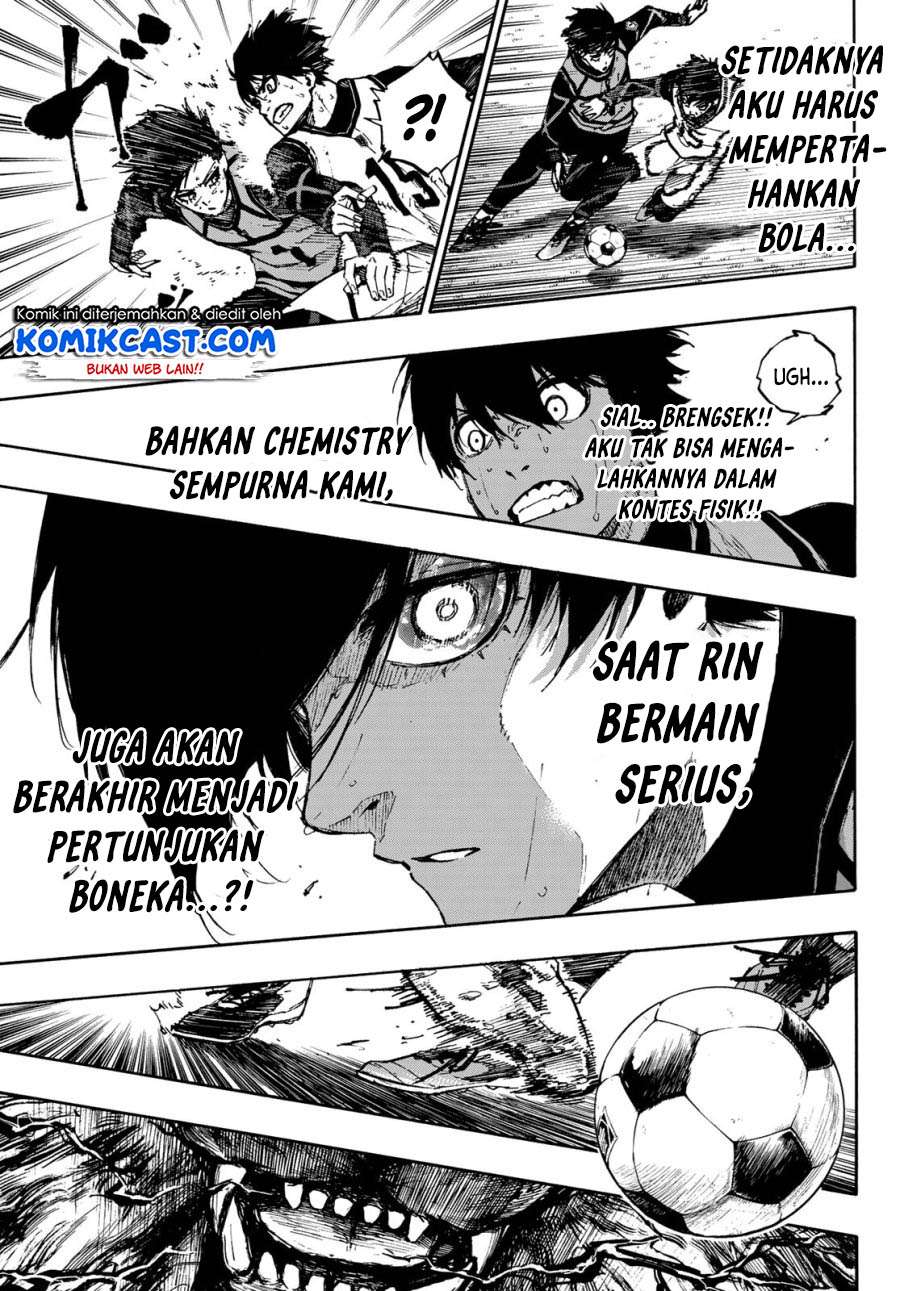 SETIDAKNYA
AKU HARUS
MEMPERTA-
HANKAN
BOLA...
?!
15
ゲ
Komik ini diterjemahkan & diedit oleh
KOMIKCAST.COM
BUKAN WEB LAIN!!
UGH...
SIAL.. BRENGSEK!!
AKU TAK BISA MENGA-
LAHKANNYA DALAM
KONTES FISIK!!
BAHKAN CHEMISTRY
SEMPURNA KAMI,
SAAT RIN
BERMAIN
SERIUS,
JUGA AKAN
BERAKHIR MENJADI
PERTUNJUKAN
BONEKA...?!